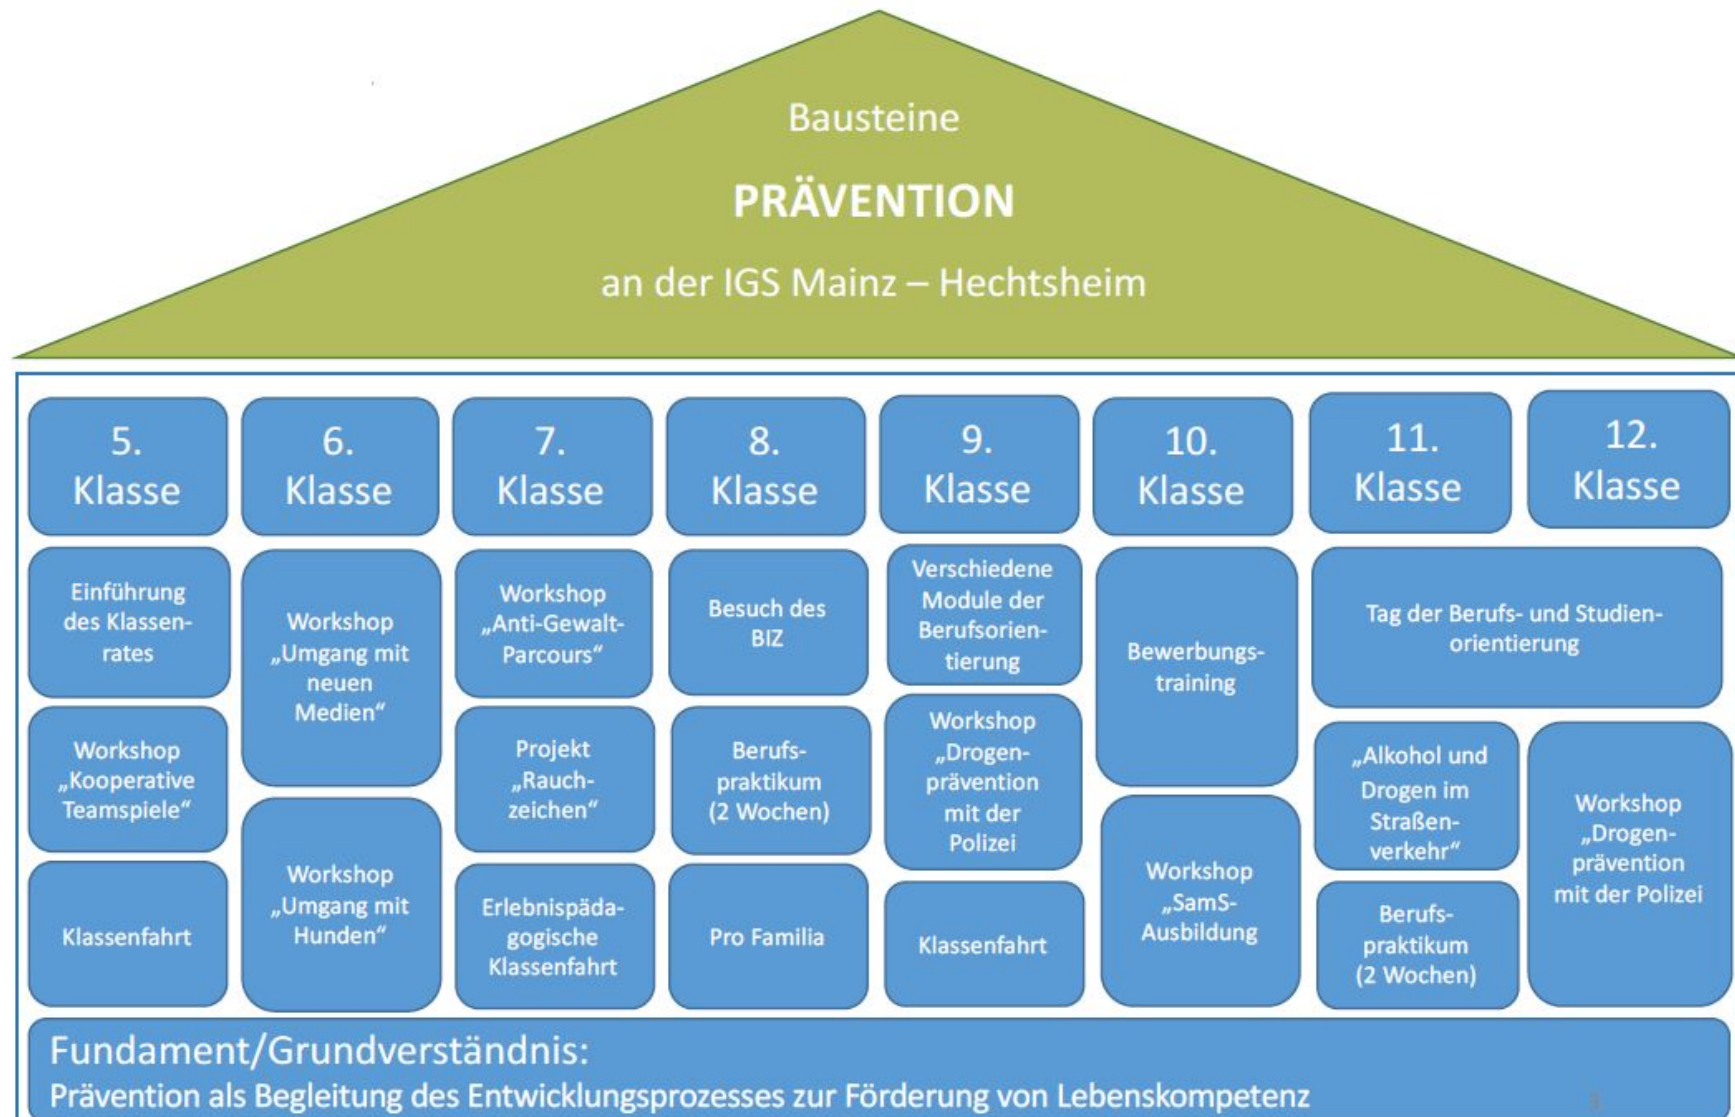 Bausteine
PRÄVENTION
an der IGS Mainz – Hechtsheim
5.
Klasse
6.
Klasse
7.
Klasse
8.
Klasse
9.
Klasse
10.
Klasse
11.
Klasse
12.
Klasse
Einführung
des Klassen-
rates
Workshop
„Kooperative
Teamspiele“
Klassenfahrt
Workshop
„Umgang mit
neuen
Medien“
Workshop
„Umgang mit
Hunden“
Workshop
„Anti-Gewalt-
Parcours“
Projekt
„Rauch-
zeichen“
Erlebnispäda-
gogische
Klassenfahrt
Besuch des
BIZ
Berufs-
praktikum
(2 Wochen)
Pro Familia
Verschiedene
Module der
Berufsorien-
tierung
Workshop
„Drogen-
prävention
mit der
Polizei
Klassenfahrt
Bewerbungs-
training
Workshop
„SamS-
Ausbildung
Tag der Berufs- und Studien-
orientierung
„Alkohol und
Drogen im
Straßen-
verkehr“
Berufs-
praktikum
(2 Wochen)
Workshop
„Drogen-
prävention
mit der Polizei
Fundament/Grundverständnis:
Prävention als Begleitung des Entwicklungsprozesses zur Förderung von Lebenskompetenz